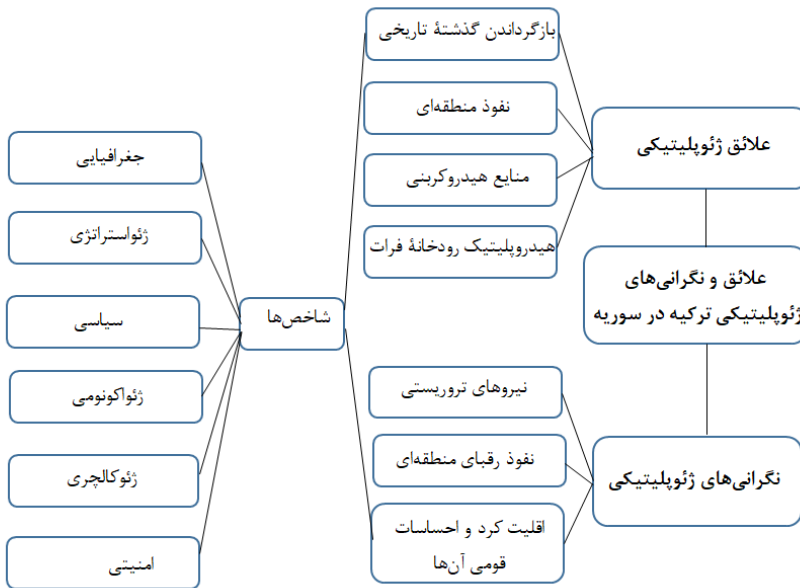 علائق و نگرانی‌های
ژئوپلیتیکی ترکیه در سوریه
علائق ژئوپلیتیکی
بازگرداندن گذشتهٔ تاریخی
نفوذ منطقه‌ای
منابع هیدروکربنی
هیدروپلیتیک رودخانهٔ فرات
نگرانی‌های ژئوپلیتیکی
نیروهای تروریستی
نفوذ رقبای منطقه‌ای
اقلیت کرد و احساسات
قومی آن‌ها
شاخص‌ها
جغرافیایی
ژئواستراتژی
سیاسی
ژئواکونومی
ژئوکالچری
امنیتی